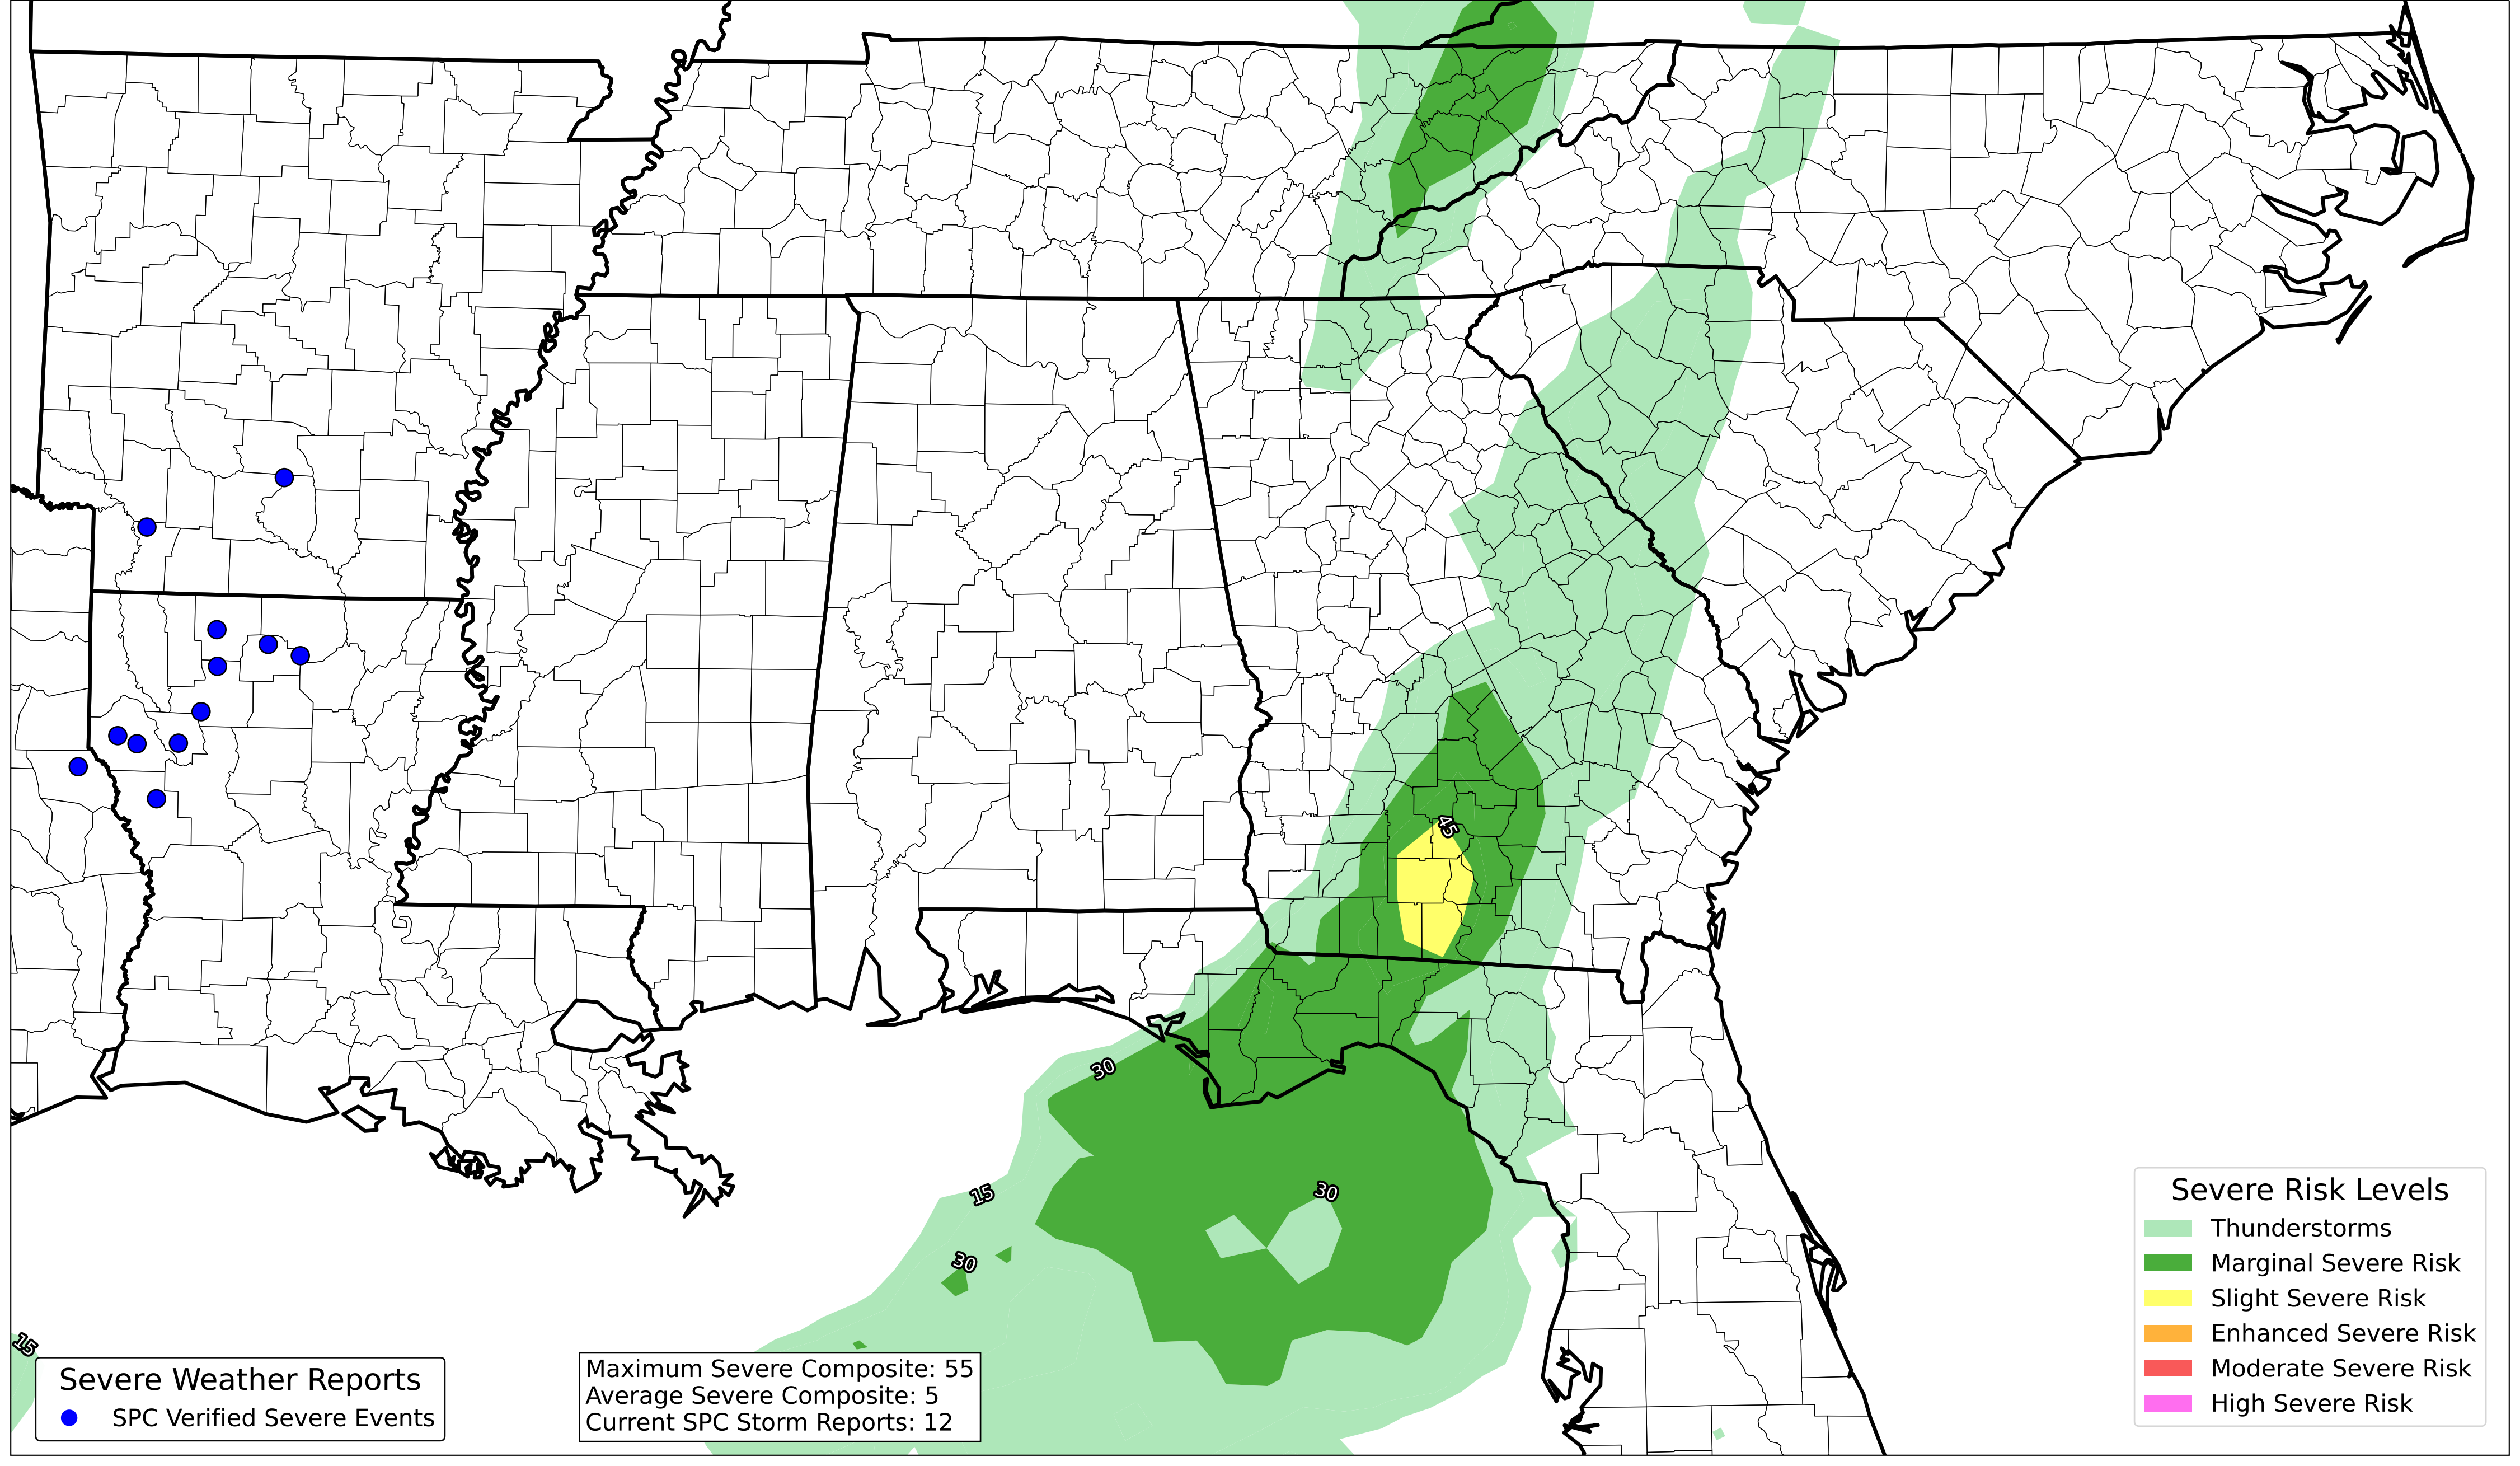 45
30
15
30
30
15
Severe Weather Reports
SPC Verified Severe Events
Maximum Severe Composite: 55
Average Severe Composite: 5
Current SPC Storm Reports: 12
Severe Risk Levels
Thunderstorms
Marginal Severe Risk
Slight Severe Risk
Enhanced Severe Risk
Moderate Severe Risk
High Severe Risk